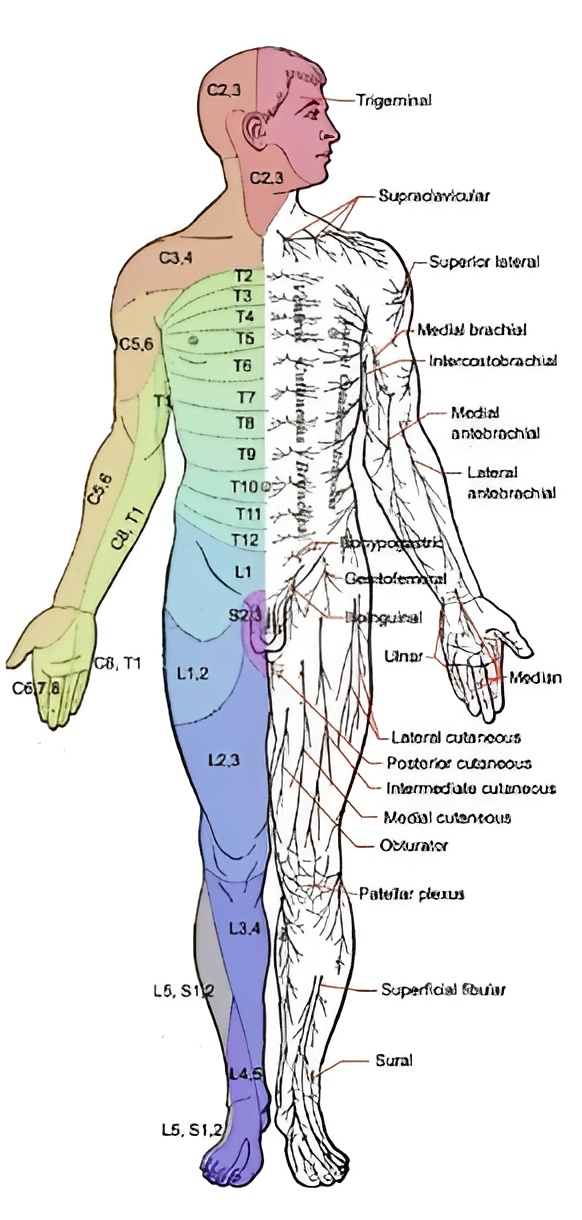 C2,3
Trigeminal
C2,3
Supraclavicular
C3,4
Superior lateral
T2
T3
T4
T5
T6
C5,6
Medial brachial
Intercostobrachial
T1
T7
T8
Medial
antebrachial
T9
Lateral
antebrachial
C5,6
T10
T11
C8, T1
T12
L1
S2,3
C8, T1
L1,2
Ulnar
Median
C6,7,8
Lateral cutaneous
L2,3
Posterior cutaneous
Intermediate cutaneous
Medial cutaneous
Obturator
Patellar plexus
L3,4
L5, S1,2
Superficial fibular
Sural
L4,5
L5, S1,2